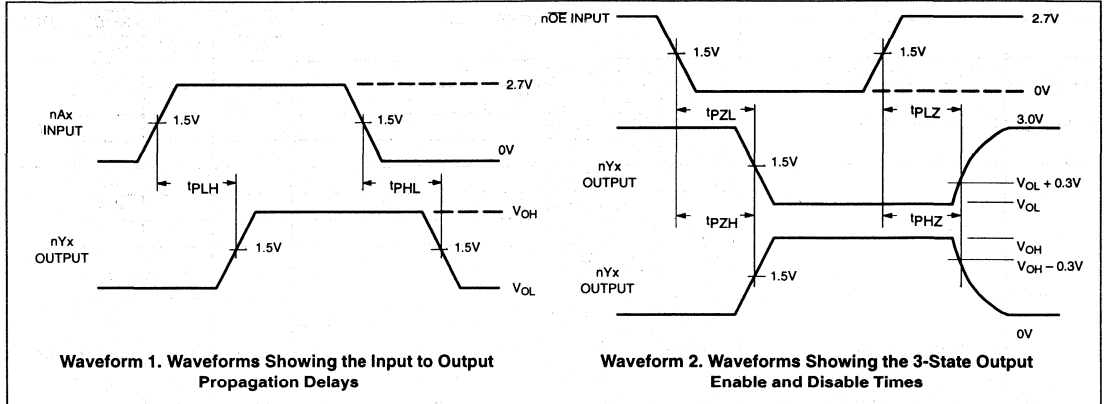 2.7V
nAx
INPUT
1.5V
1.5V
0V
tPLH
tPHL
VOH
nYx
OUTPUT
1.5V
1.5V
VOL
Waveform 1. Waveforms Showing the Input to Output
Propagation Delays
nOE INPUT
2.7V
1.5V
1.5V
0V
tPZL
tPLZ
3.0V
nYx
OUTPUT
1.5V
VOL + 0.3V
VOL
tPZH
tPHZ
VOH
VOH – 0.3V
nYx
OUTPUT
1.5V
0V
Waveform 2. Waveforms Showing the 3-State Output
Enable and Disable Times